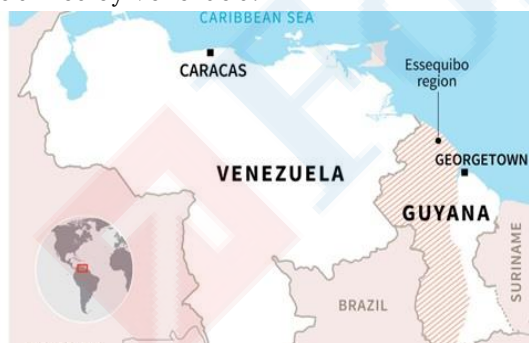 CARIBBEAN SEA
CARACAS
Essequibo
region
GEORGETOWN
VENEZUELA
GUYANA
SURINAME
BRAZIL